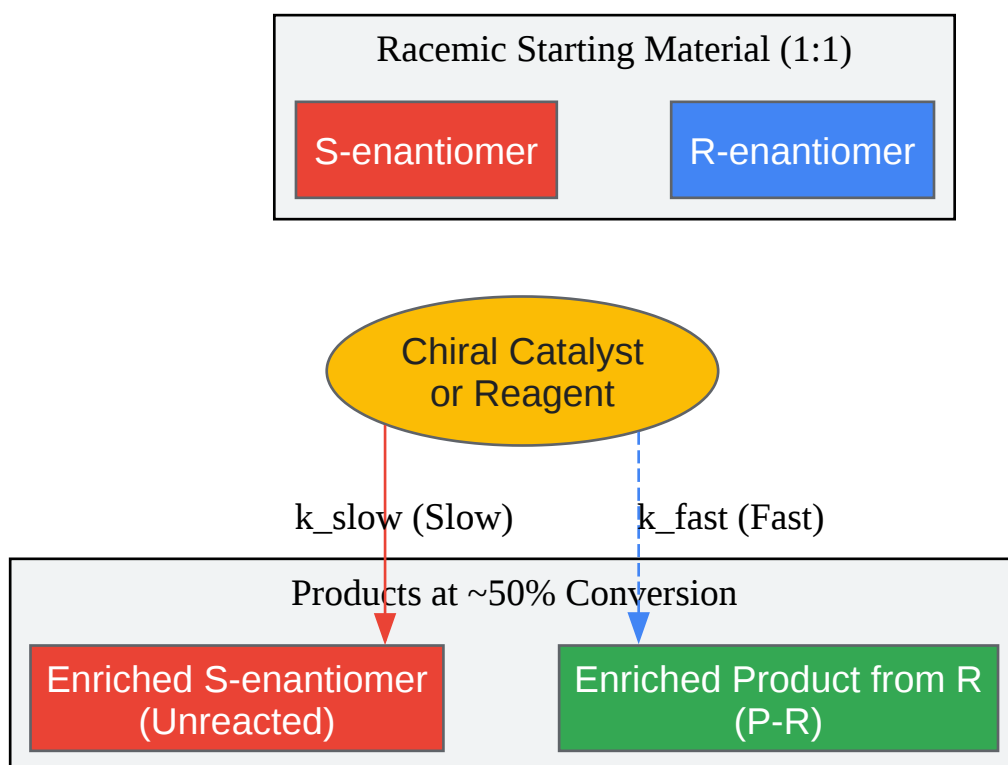 Racemic Starting Material (1:1)
S-enantiomer
R-enantiomer
Chiral Catalyst
or Reagent
k_slow (Slow)
k_fast (Fast)
Products at ~50% Conversion
Enriched S-enantiomer
(Unreacted)
Enriched Product from R
(P-R)